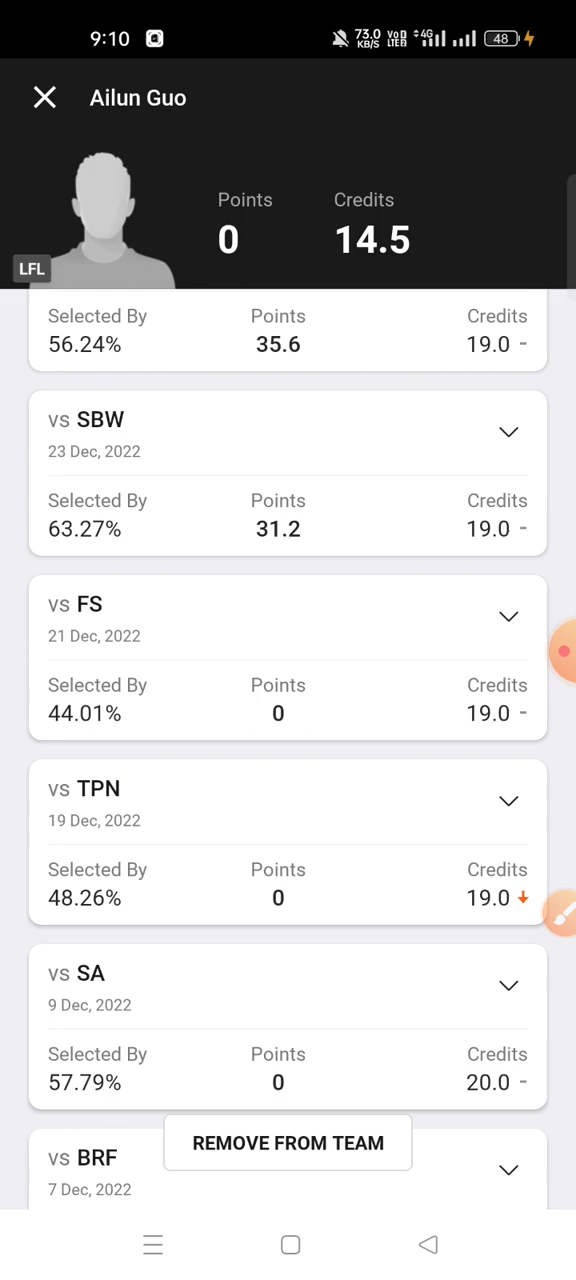 9:10 73.0 KB/S VoD LTE2 4G 48
Ailun Guo
Points Credits
0 14.5
LFL
Selected By Points Credits
56.24% 35.6 19.0 -
vs SBW
23 Dec, 2022
Selected By Points Credits
63.27% 31.2 19.0 -
vs FS
21 Dec, 2022
Selected By Points Credits
44.01% 0 19.0 -
vs TPN
19 Dec, 2022
Selected By Points Credits
48.26% 0 19.0
vs SA
9 Dec, 2022
Selected By Points Credits
57.79% 0 20.0 -
vs BRF
7 Dec, 2022
REMOVE FROM TEAM